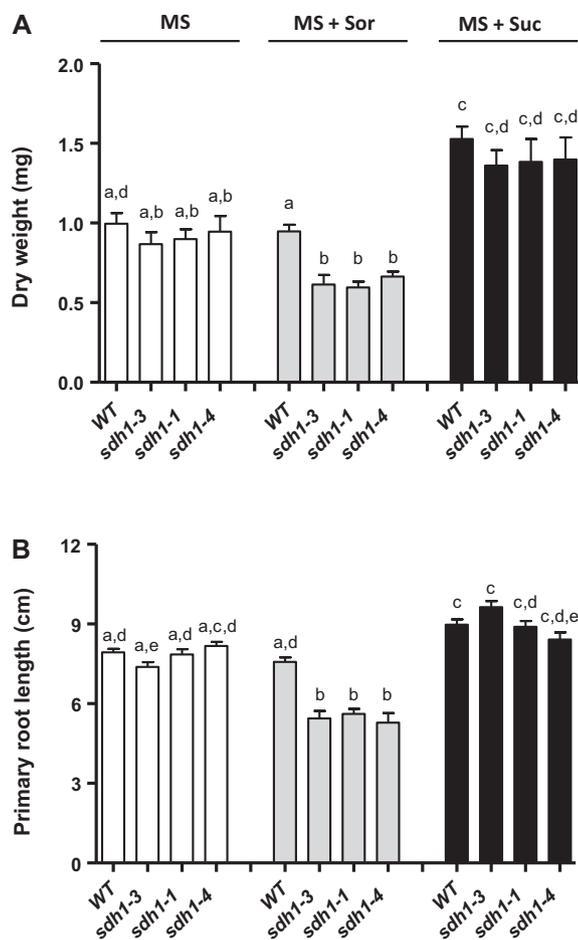 A
MS MS + Sor MS + Suc
Dry weight (mg)
2.0
1.5
1.0
0.5
0.0
a,d a,b a,b a,b a b b b c c,d c,d c,d
WT sdh1-3 sdh1-1 sdh1-4 WT sdh1-3 sdh1-1 sdh1-4 WT sdh1-3 sdh1-1 sdh1-4
B
Primary root length (cm)
12
9
6
3
0
a,d a,e a,d a,c,d a,d b b b c c c,d c,d,e
WT sdh1-3 sdh1-1 sdh1-4 WT sdh1-3 sdh1-1 sdh1-4 WT sdh1-3 sdh1-1 sdh1-4